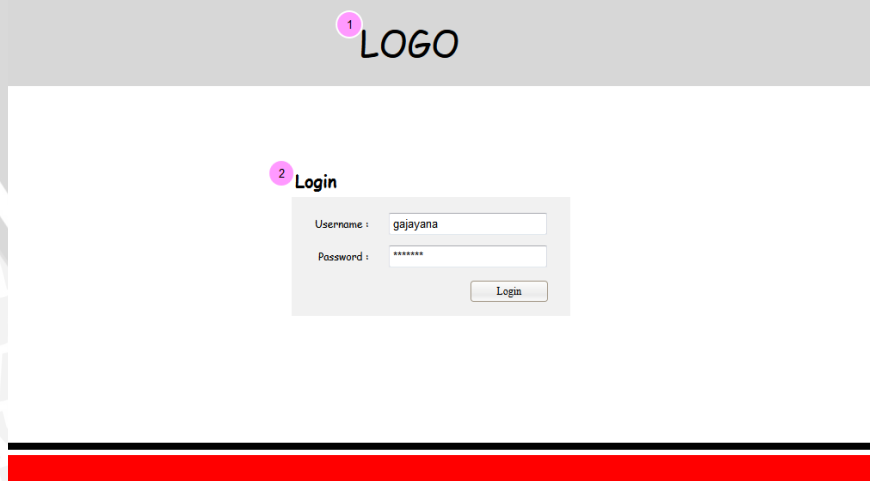 1
LOGO
2
Login
Username : gajayana
Password : *******
Login